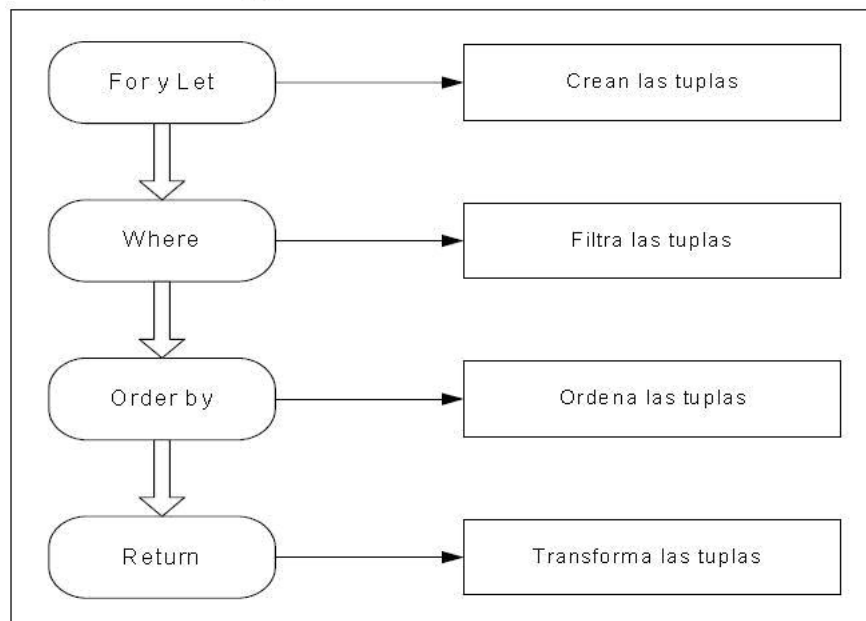 For y Let
Crean las tuplas
Where
Filtra las tuplas
Order by
Ordena las tuplas
Return
Transforma las tuplas